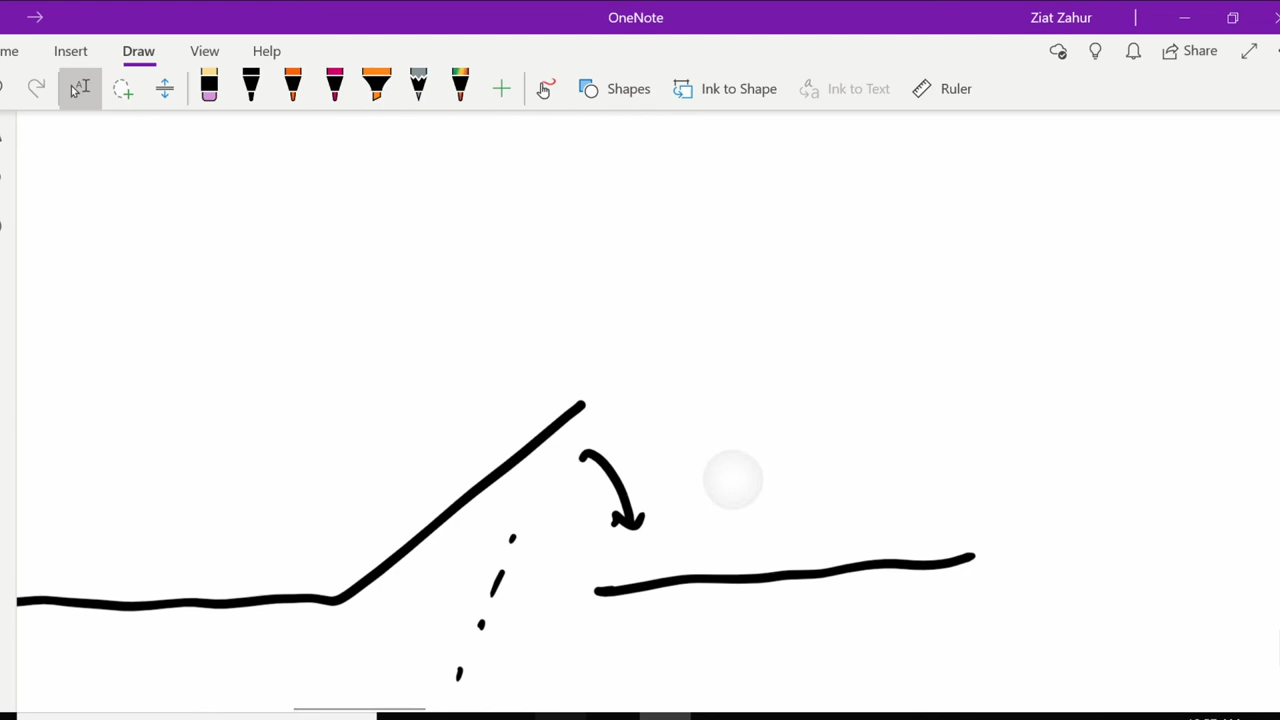 OneNote
Ziat Zahur
me Insert Draw View Help
Share
Shapes
Ink to Shape
Ink to Text
Ruler